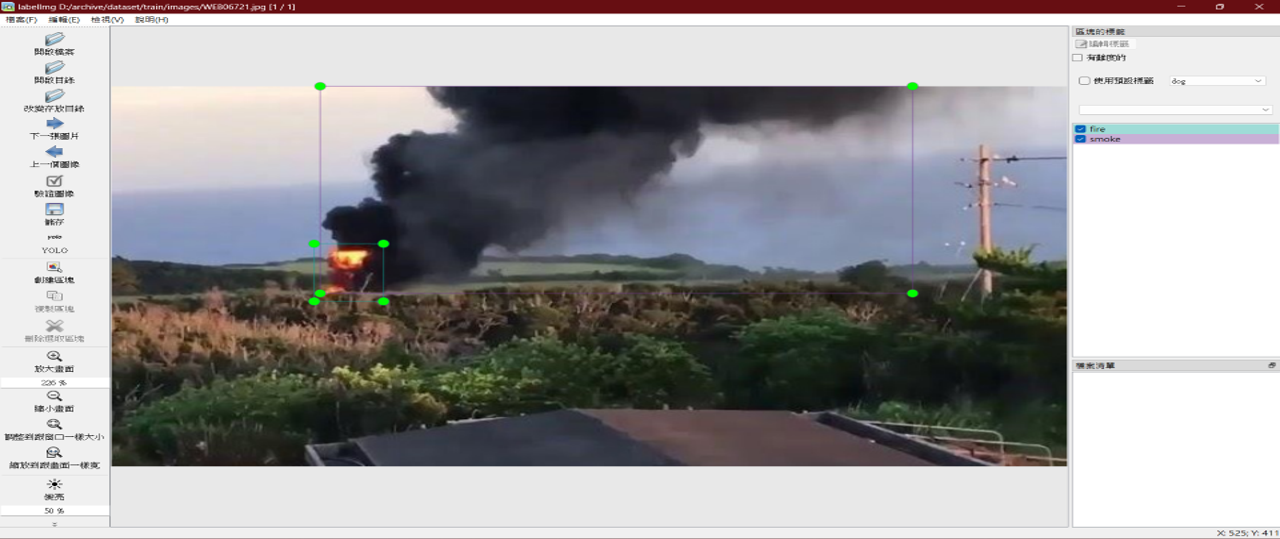 labelImg D:/archive/dataset/train/images/WEB06721.jpg [1 / 1]
檔案(F) 編輯(E) 檢視(V) 說明(H)
開啟檔案
開啟目錄
改變存放目錄
下一張圖片
上一個圖像
驗證圖像
儲存
yolo
YOLO
創建區塊
複製區塊
刪除選取區塊
放大畫面
226 %
縮小畫面
調整到跟窗口一樣大小
縮放到跟畫面一樣寬
變亮
50 %
區塊的標籤
編輯標籤
有難度的
使用預設標籤 dog
fire
smoke
檔案清單
X: 525; Y: 411